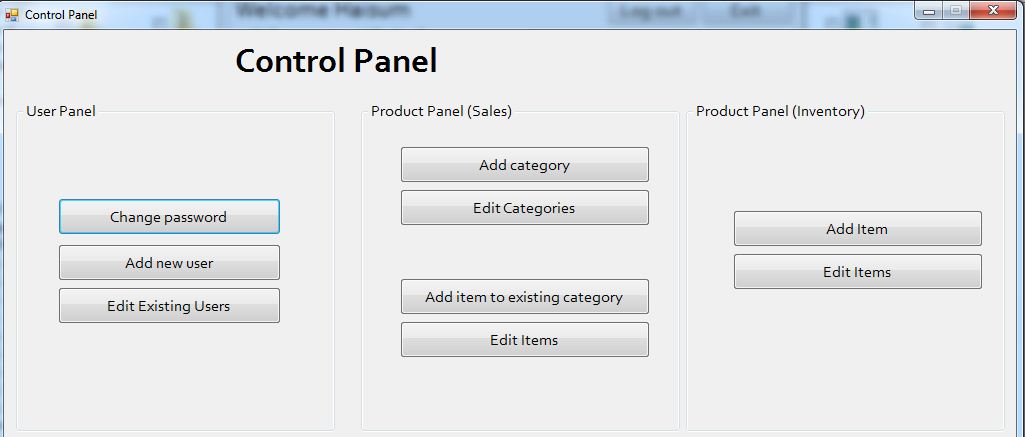 Welcome Haisum
Log out
Exit
Control Panel
Control Panel
User Panel
Change password
Add new user
Edit Existing Users
Product Panel (Sales)
Add category
Edit Categories
Add item to existing category
Edit Items
Product Panel (Inventory)
Add Item
Edit Items